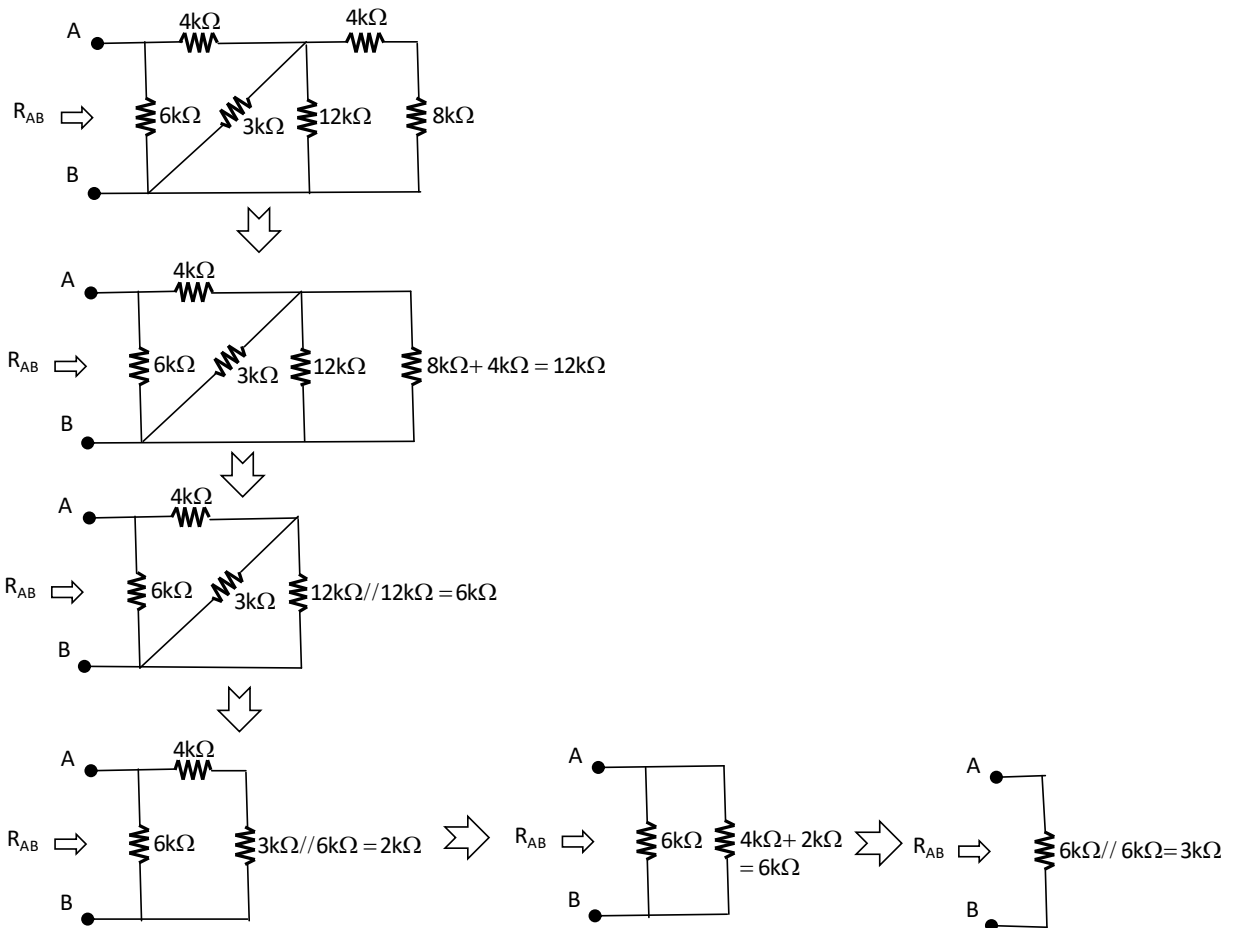 4kΩ 4kΩ
A
R_AB 6kΩ 3kΩ 12kΩ 8kΩ
B
4kΩ
A
R_AB 6kΩ 3kΩ 12kΩ 8kΩ+ 4kΩ = 12kΩ
B
4kΩ
A
R_AB 6kΩ 3kΩ 12kΩ//12kΩ = 6kΩ
B
4kΩ
A
R_AB 6kΩ 3kΩ//6kΩ = 2kΩ
B
A
R_AB 6kΩ 4kΩ+ 2kΩ
= 6kΩ
B
A
R_AB 6kΩ// 6kΩ= 3kΩ
B